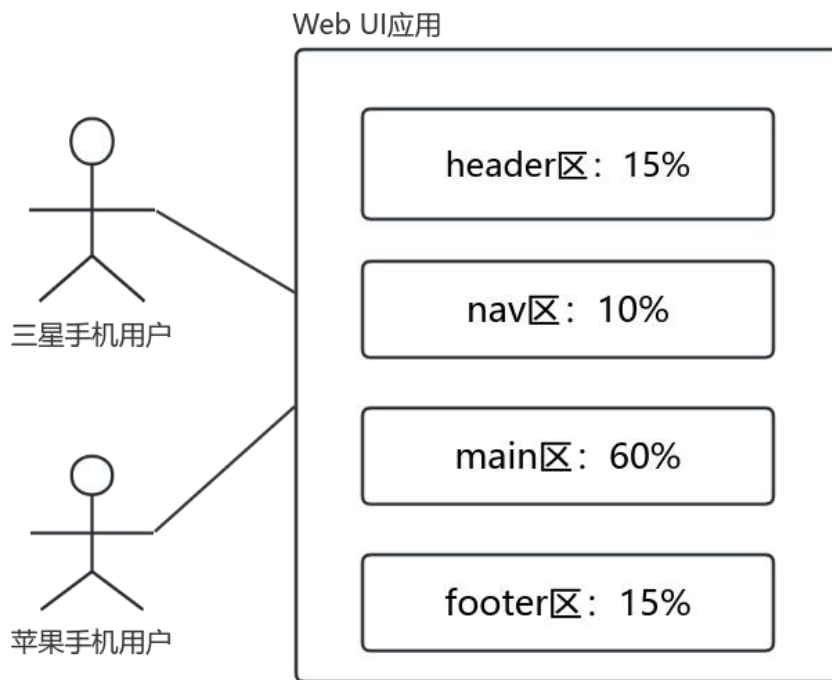 Web UI应用
header区：15%
nav区：10%
三星手机用户
main区：60%
footer区：15%
苹果手机用户